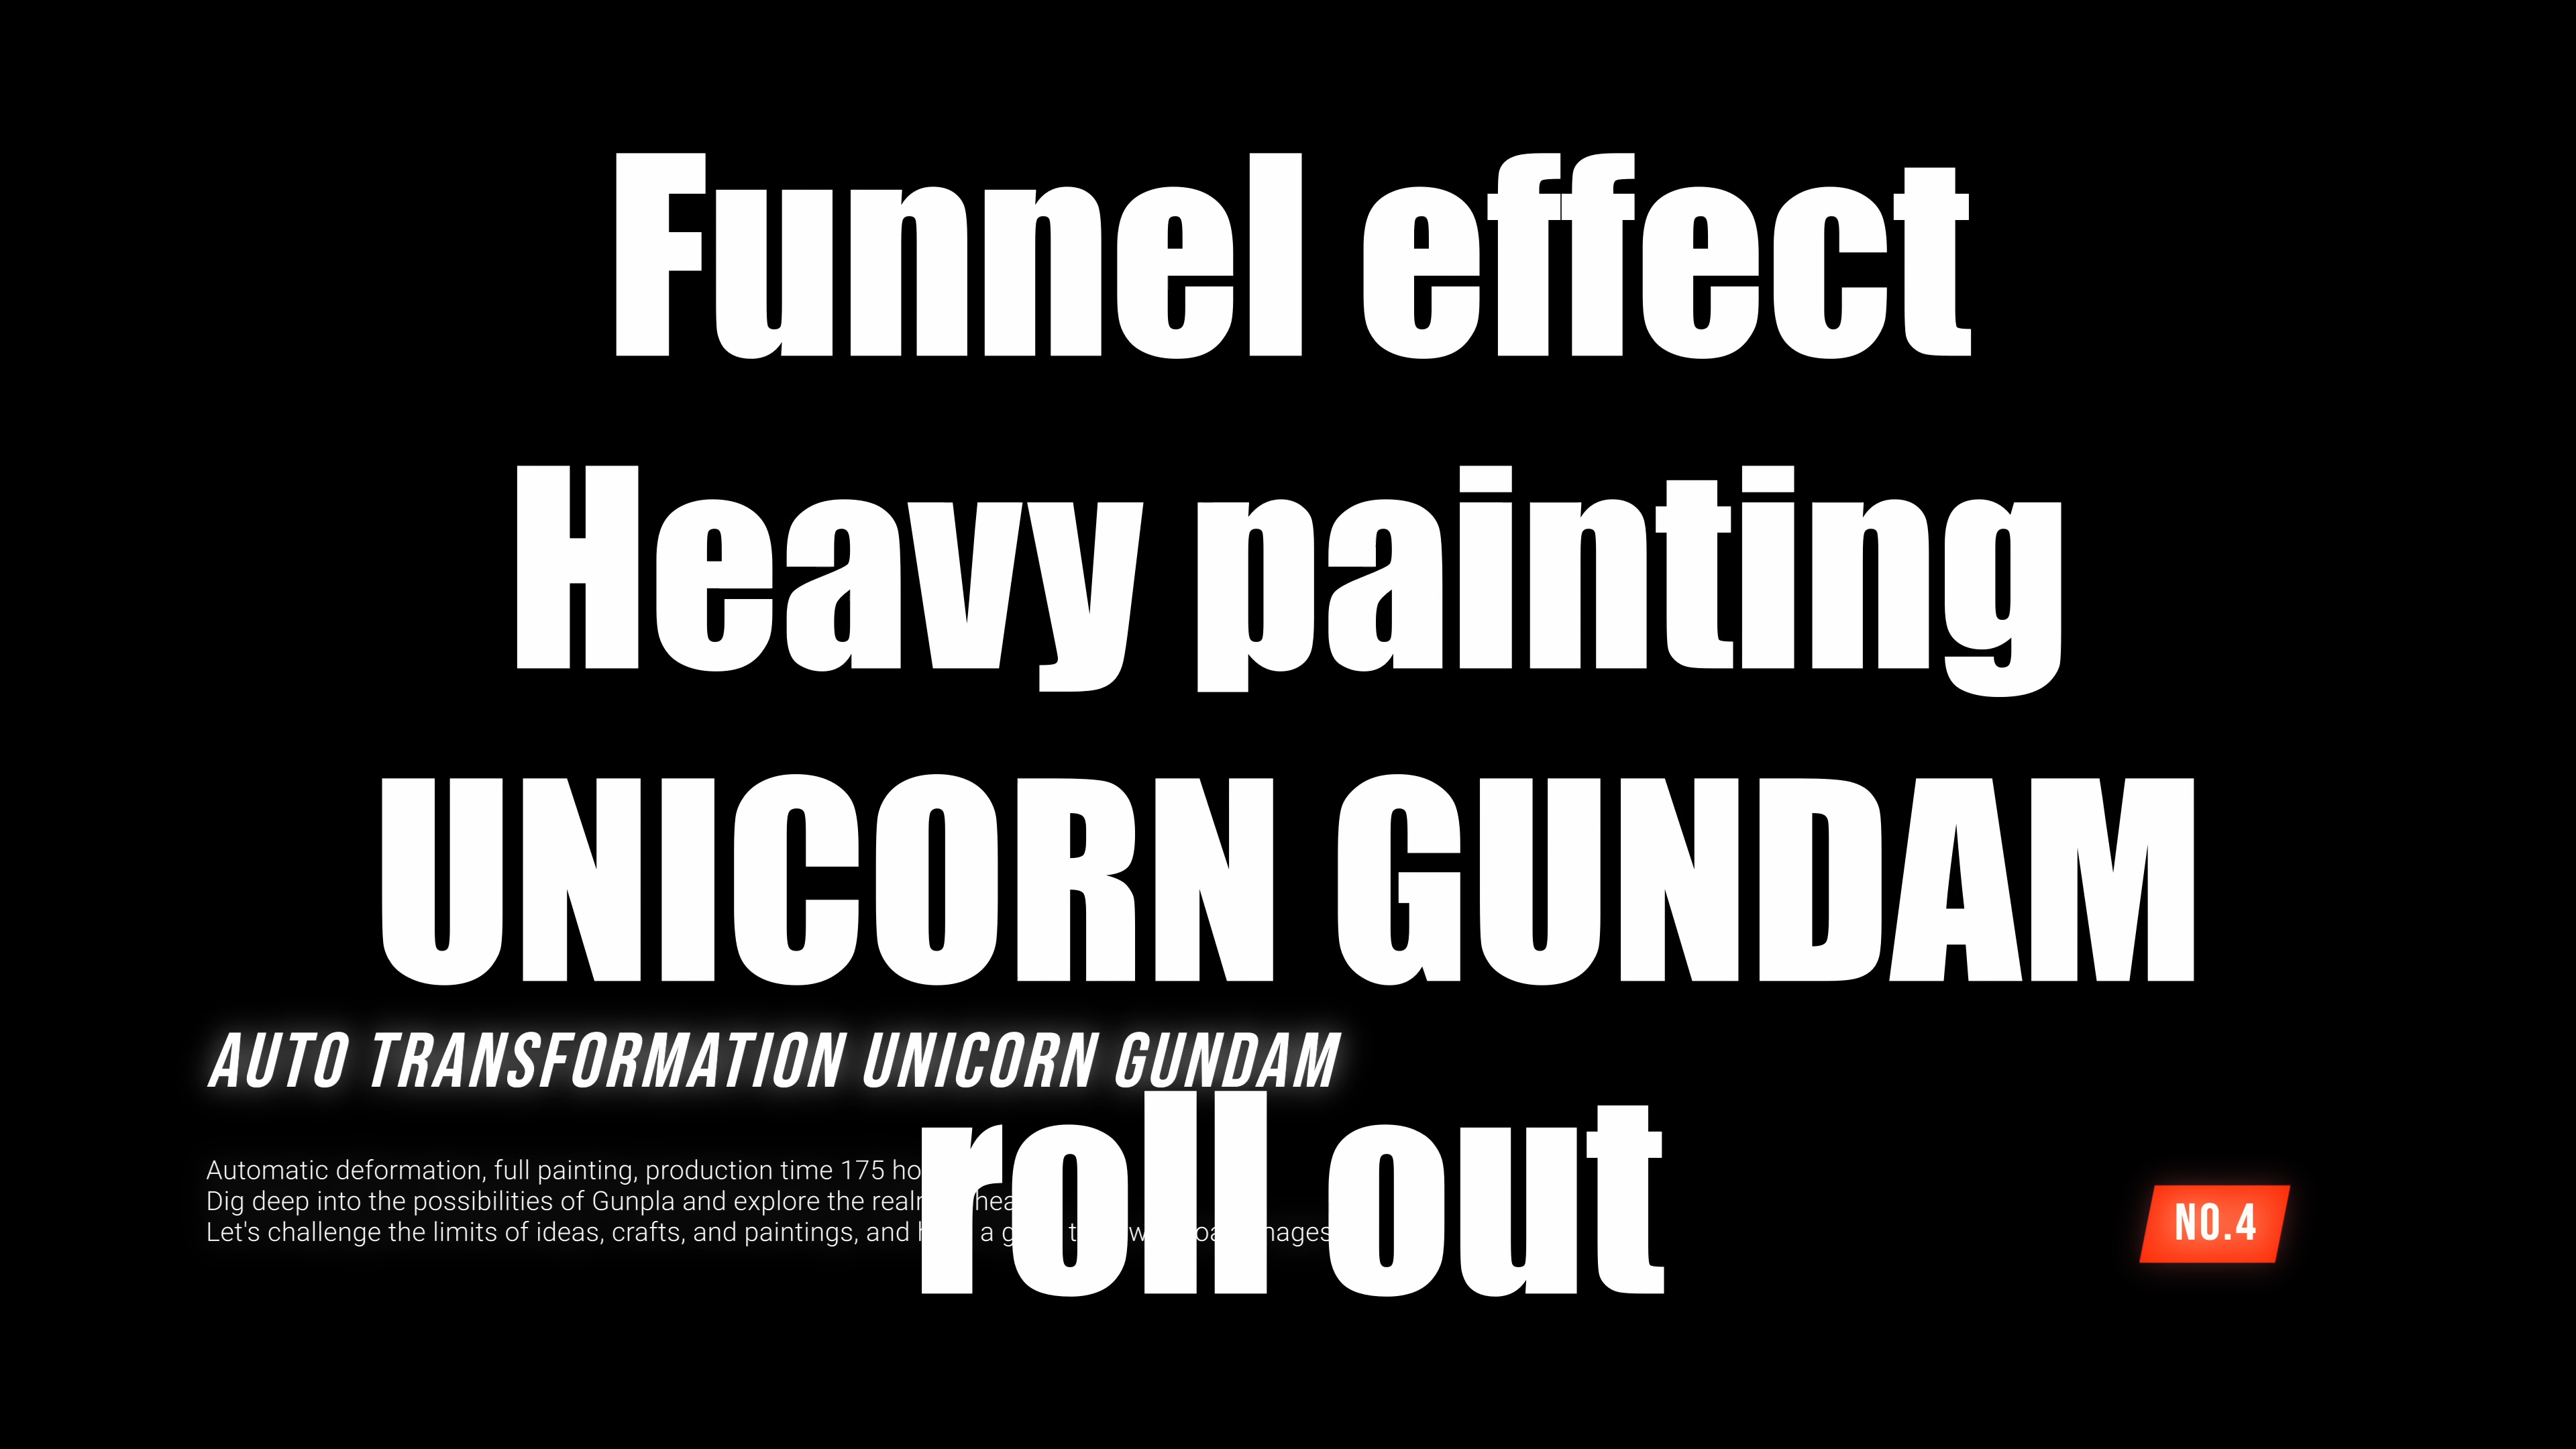 Funnel effect
Heavy painting
UNICORN GUNDAM
AUTO TRANSFORMATION UNICORN GUNDAM
roll out
Automatic deformation, full painting, production time 175
Dig deep into the possibilities of Gunpla and explore the
Let's challenge the limits of ideas, crafts, and paintings, and a
NO.4